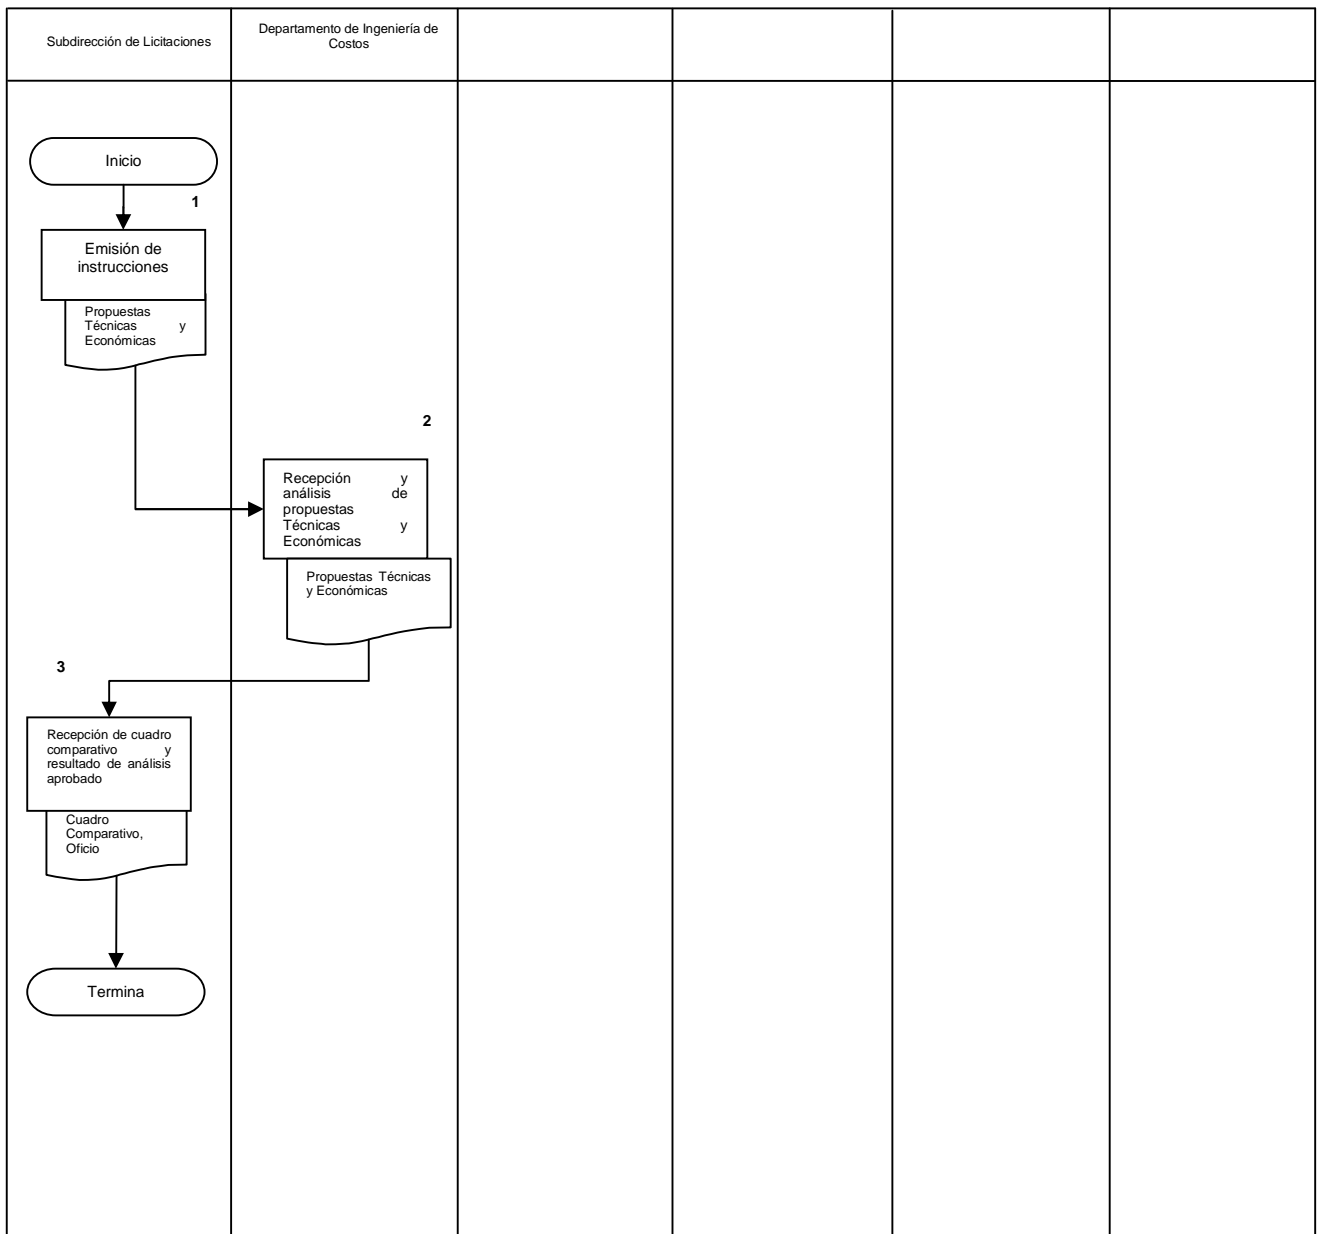 Subdirección de Licitaciones
Departamento de Ingeniería de
Costos
Inicio
1
Emisión de
instrucciones
Propuestas
Técnicas y
Económicas
2
Recepción y
análisis de
propuestas
Técnicas y
Económicas
Propuestas Técnicas
y Económicas
3
Recepción de cuadro
comparativo y
resultado de análisis
aprobado
Cuadro
Comparativo,
Oficio
Termina